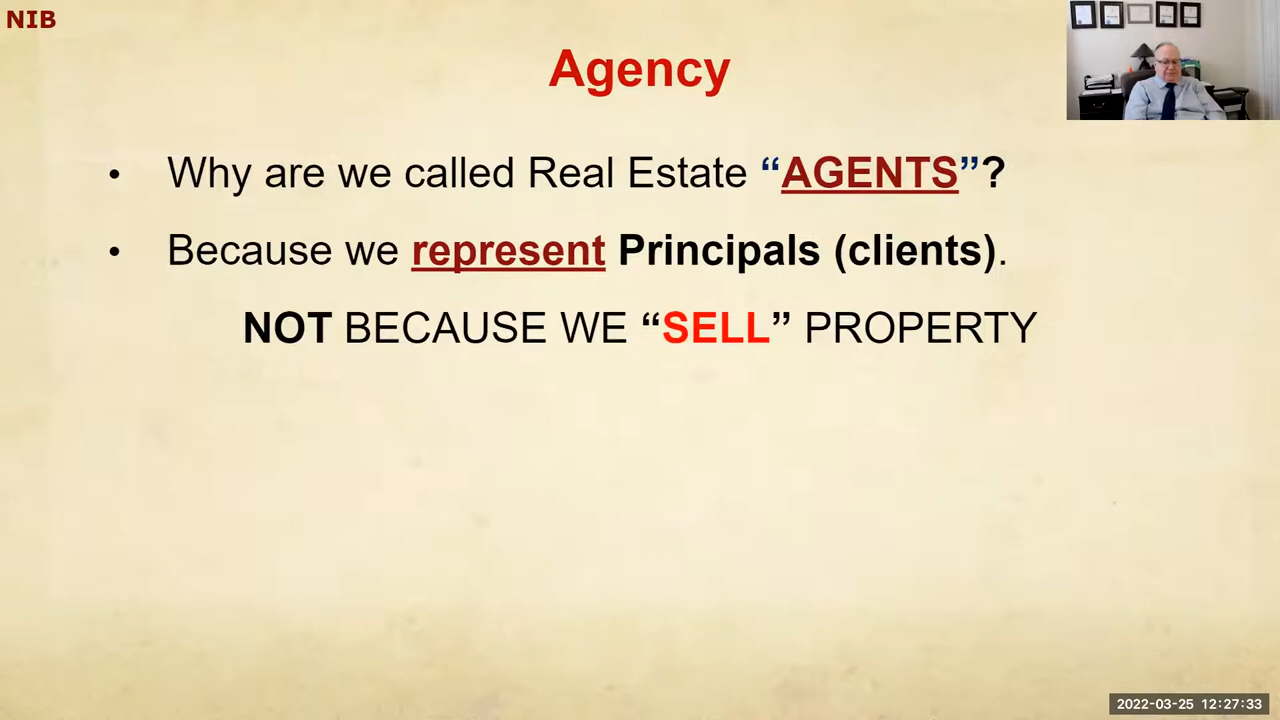 NIB
Agency
• Why are we called Real Estate “AGENTS”?
• Because we represent Principals (clients).
NOT BECAUSE WE “SELL” PROPERTY
2022-03-25 12:27:33